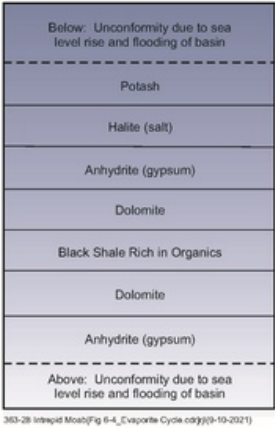 Below: Unconformity due to sea
level rise and flooding of basin
Potash
Halite (salt)
Anhydrite (gypsum)
Dolomite
Black Shale Rich in Organics
Dolomite
Anhydrite (gypsum)
Above: Unconformity due to sea
level rise and flooding of basin
363-28 Intrepid Moab(Fig 6-4_Evaporite Cycle.cdr)rjl(9-10-2021)